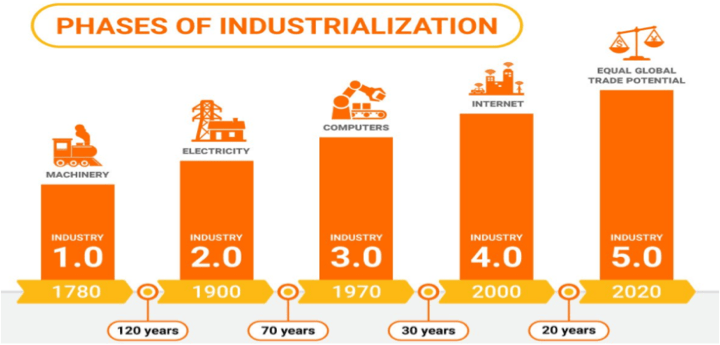 PHASES OF INDUSTRIALIZATION
MACHINERY
INDUSTRY
1.0
1780
120 years
ELECTRICITY
INDUSTRY
2.0
1900
70 years
COMPUTERS
INDUSTRY
3.0
1970
30 years
INTERNET
INDUSTRY
4.0
2000
20 years
EQUAL GLOBAL
TRADE POTENTIAL
INDUSTRY
5.0
2020